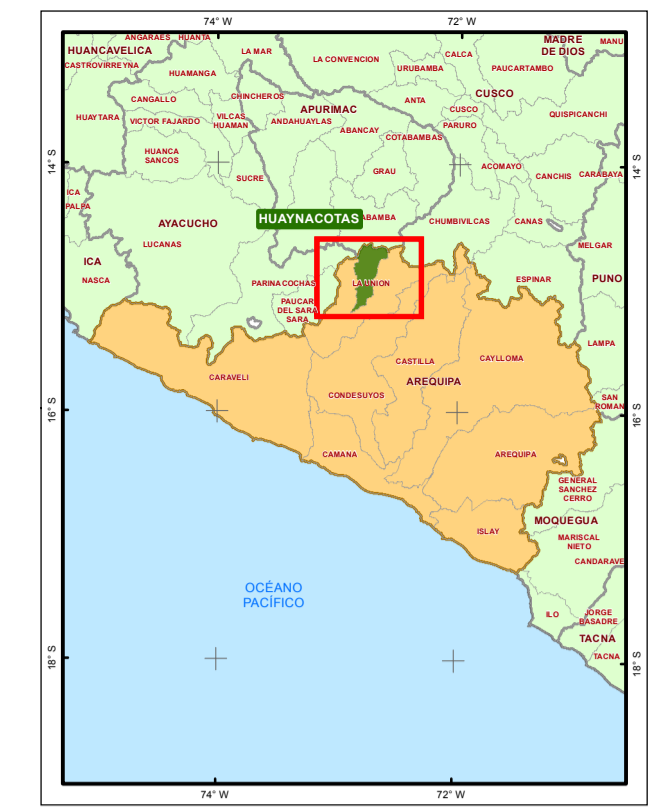 74° W
72° W
ANGARAES
HUANTA
HUANCAVELICA
LA MAR
MADRE
DE DIOS
MANU
CASTROVIRREYNA
HUAMANGA
LA CONVENCION
CALCA
URUBAMBA
PAUCARTAMBO
CANGALLO
CHINCHEROS
APURIMAC
ANTA
CUSCO
CUSCO
HUAYTARA
VICTOR FAJARDO
VILCAS
HUAMAN
ANDAHUAYLAS
ABANCAY
COTABAMBAS
PARURO
QUISPICANCHI
HUANCA
SANCOS
SUCRE
GRAU
ACOMAYO
CANCHIS
CARABAYA
14° S
14° S
ICA
PALPA
AYACUCHO
HUAYNACOTAS
ABAMBA
CHUMBIVILCAS
CANAS
LUCANAS
MELGAR
ICA
NASCA
PARINACOCHAS
LA UNION
ESPINAR
PUNO
PAUCAR
DEL SARA
SARA
LAMPA
CASTILLA
CAYLLOMA
CARAVELI
AREQUIPA
CONDESUYOS
SAN
ROMAN
16° S
16° S
CAMANA
AREQUIPA
GENERAL
SANCHEZ
CERRO
MOQUEGUA
ISLAY
MARISCAL
NIETO
CANDARAVE
OCÉANO
PACÍFICO
ILO
JORGE
BASADRE
TACNA
TACNA
18° S
18° S
74° W
72° W